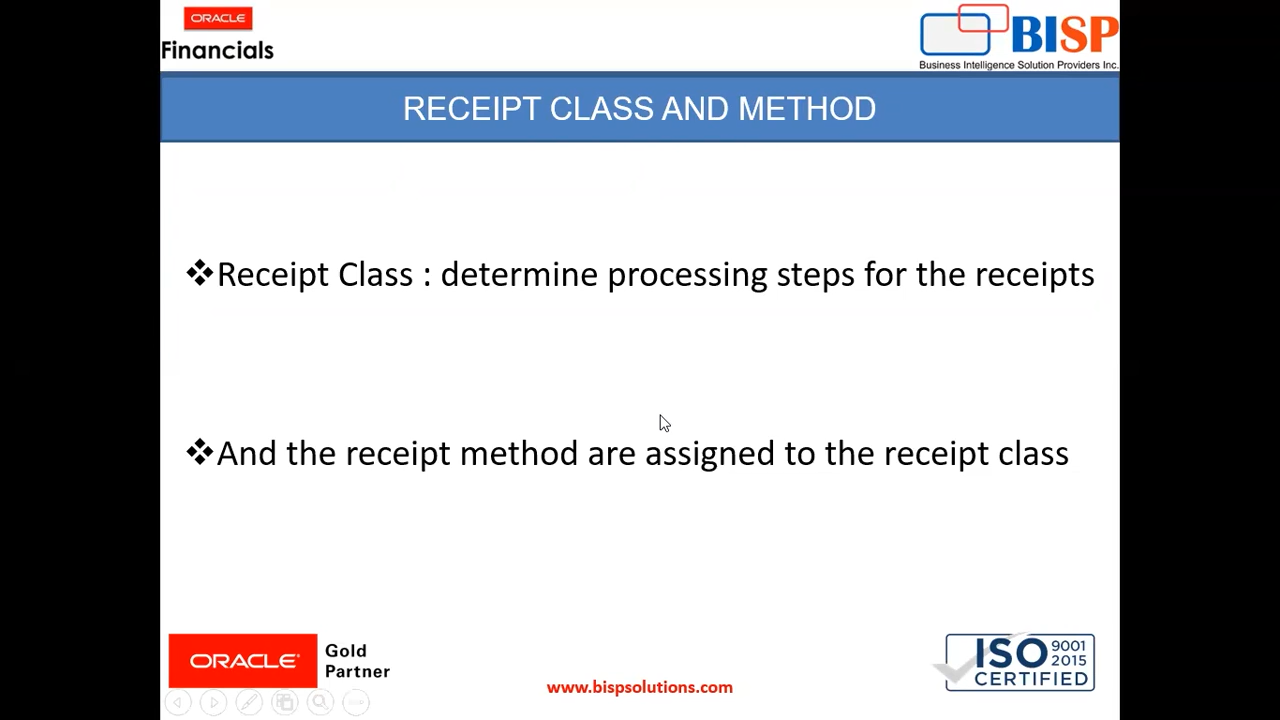 ORACLE
Financials
BISP
Business Intelligence Solution Providers Inc.
RECEIPT CLASS AND METHOD
❖Receipt Class : determine processing steps for the receipts
❖And the receipt method are assigned to the receipt class
ORACLE®
Gold
Partner
www.bispsolutions.com
ISO 9001
2015
CERTIFIED